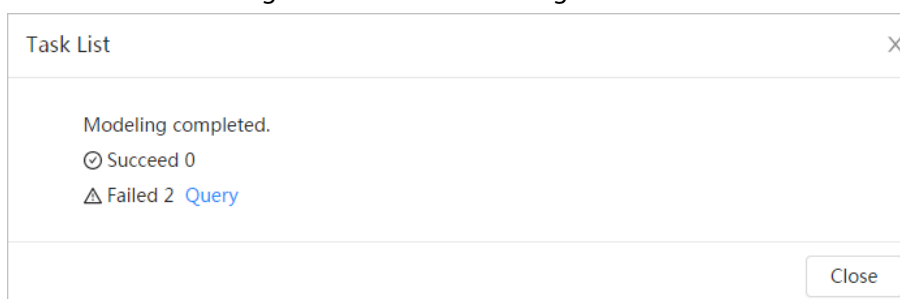 Task List
Modeling completed.
Succeed 0
Failed 2 Query
Close